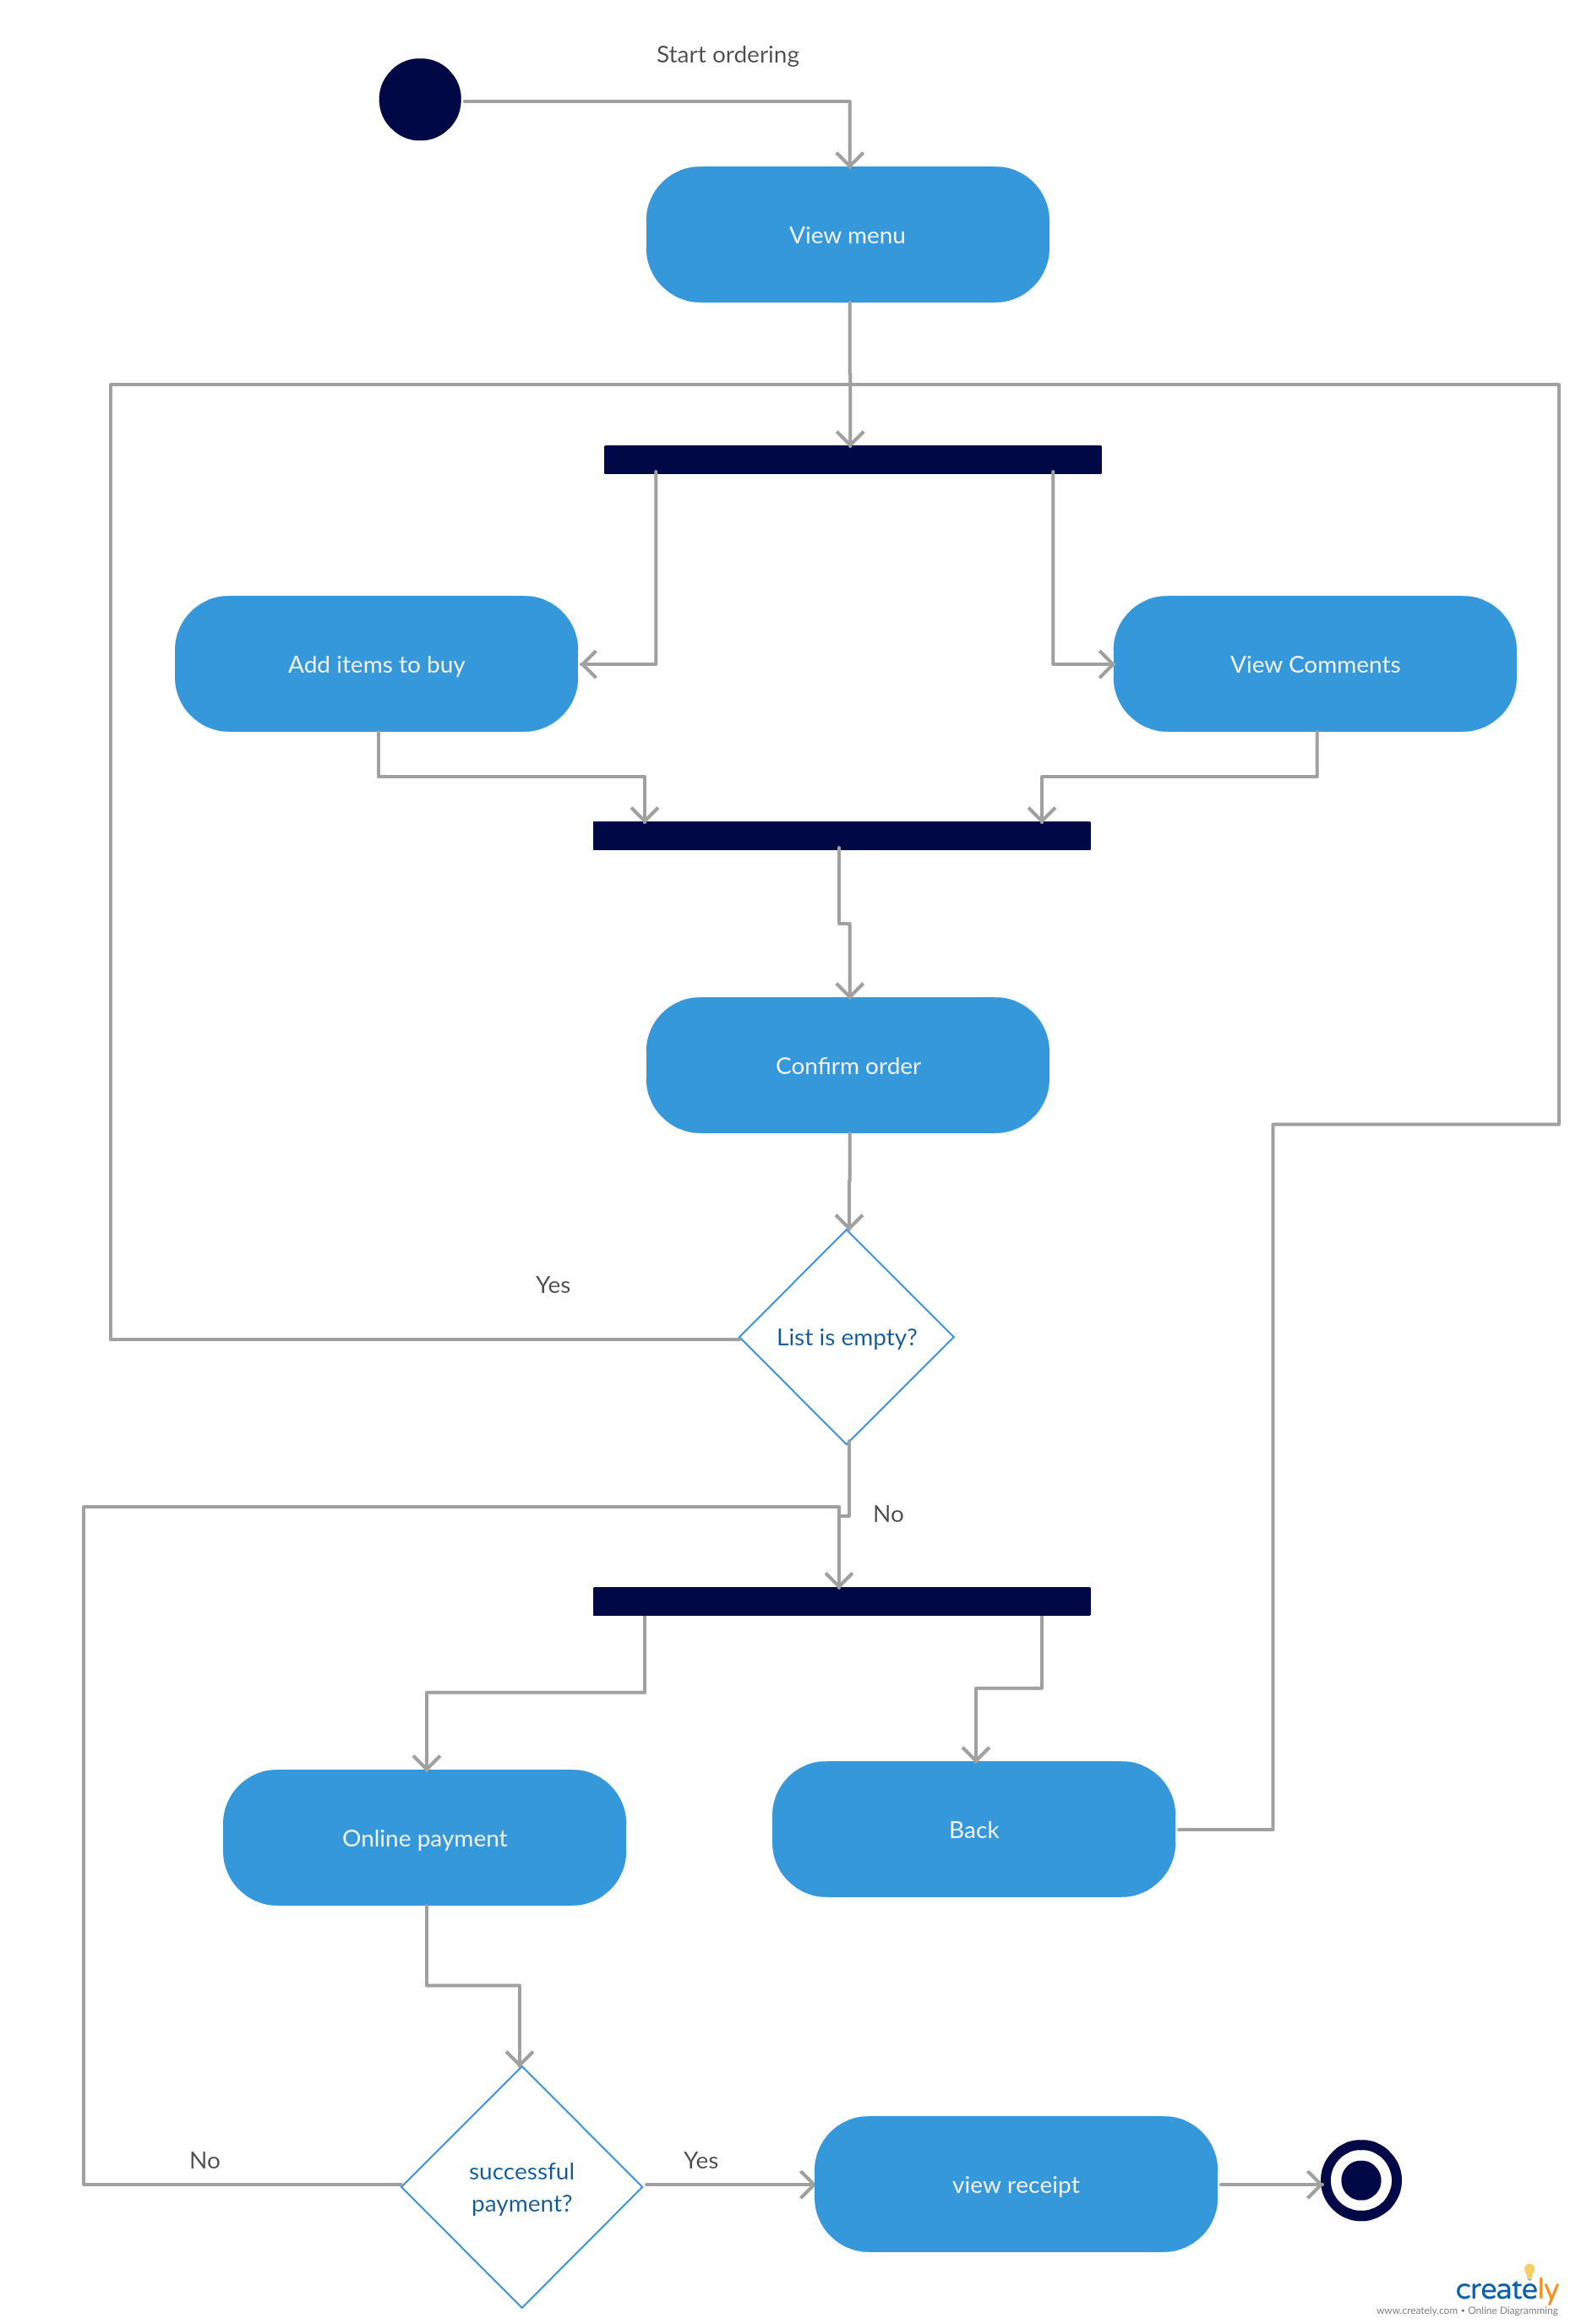 Start ordering
View menu
Add items to buy
View Comments
Confirm order
Yes
List is empty?
No
Online payment
Back
No
successful
payment?
Yes
view receipt
creately
www.creately.com • Online Diagramming